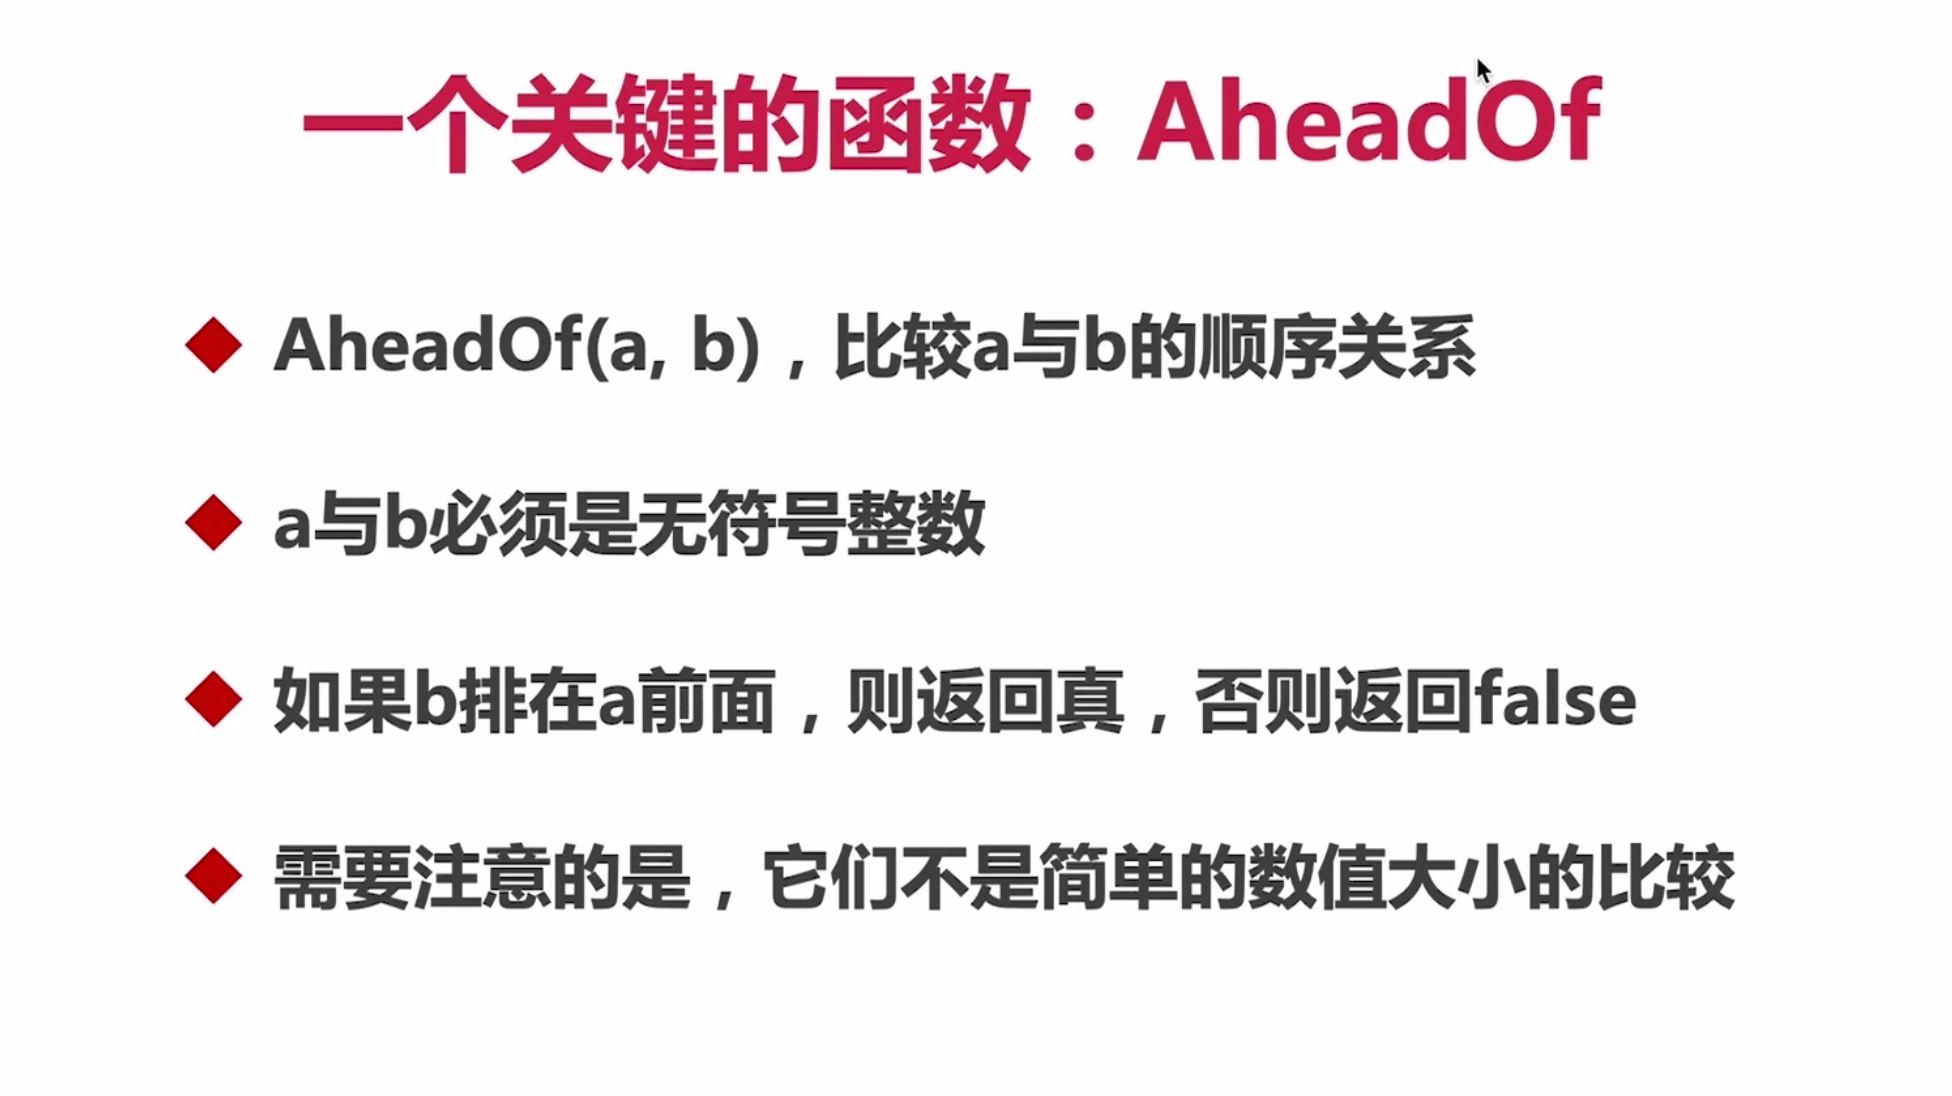 一个关键的函数：AheadOf
AheadOf(a, b)，比较a与b的顺序关系
a与b必须是无符号整数
如果b排在a前面，则返回真，否则返回false
需要注意的是，它们不是简单的数值大小的比较